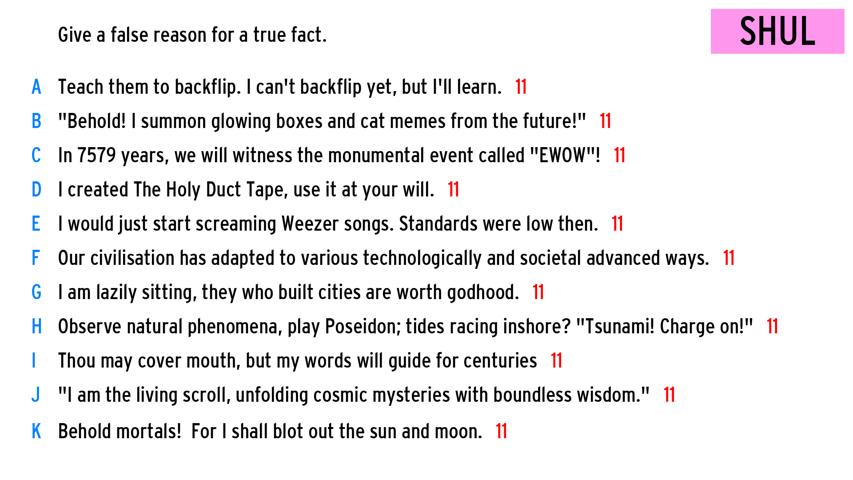 Give a false reason for a true fact.
SHUL
A Teach them to backflip. I can't backflip yet, but I'll learn. 11
B "Behold! I summon glowing boxes and cat memes from the future!" 11
C In 7579 years, we will witness the monumental event called "EWOW"! 11
D I created The Holy Duct Tape, use it at your will. 11
E I would just start screaming Weezer songs. Standards were low then. 11
F Our civilisation has adapted to various technologically and societal advanced ways. 11
G I am lazily sitting, they who built cities are worth godhood. 11
H Observe natural phenomena, play Poseidon; tides racing inshore? "Tsunami! Charge on!" 11
I Thou may cover mouth, but my words will guide for centuries 11
J "I am the living scroll, unfolding cosmic mysteries with boundless wisdom." 11
K Behold mortals!  For I shall blot out the sun and moon. 11